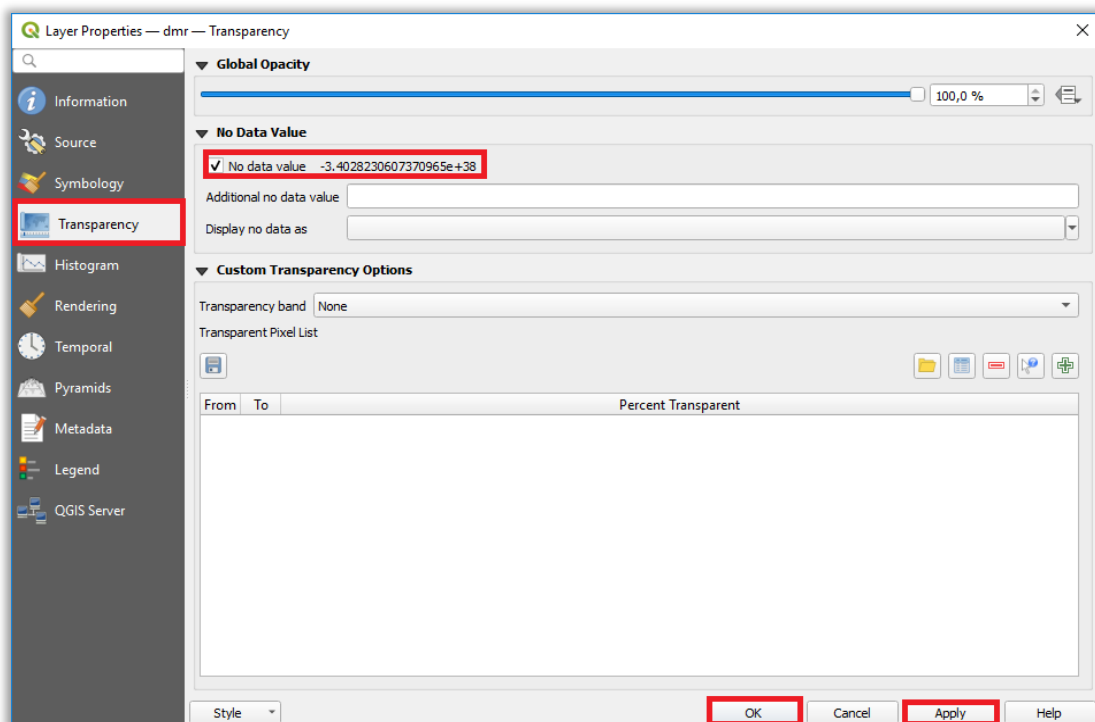 Layer Properties — dmr — Transparency
Information
Source
Symbology
Transparency
Histogram
Rendering
Temporal
Pyramids
Metadata
Legend
QGIS Server
Global Opacity
100,0 %
No Data Value
No data value -3.4028230607370965e+38
Additional no data value
Display no data as
Custom Transparency Options
Transparency band None
Transparent Pixel List
From To Percent Transparent
Style OK Cancel Apply Help